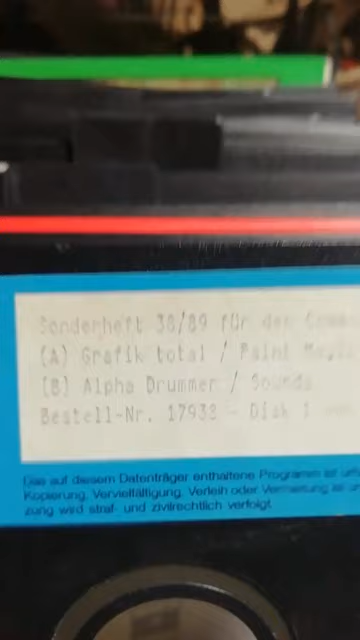 Sonderheft 38/89 für den
(A) Grafik total / Paint
(B) Alpha Drummer / Sounds
Bestell-Nr. 17938 - Disk 1
Das auf diesem Datenträger enthaltene Programm ist
Kopierung, Vervielfältigung, Verleih oder Vermietung ist
zung wird straf- und zivilrechtlich verfolgt.